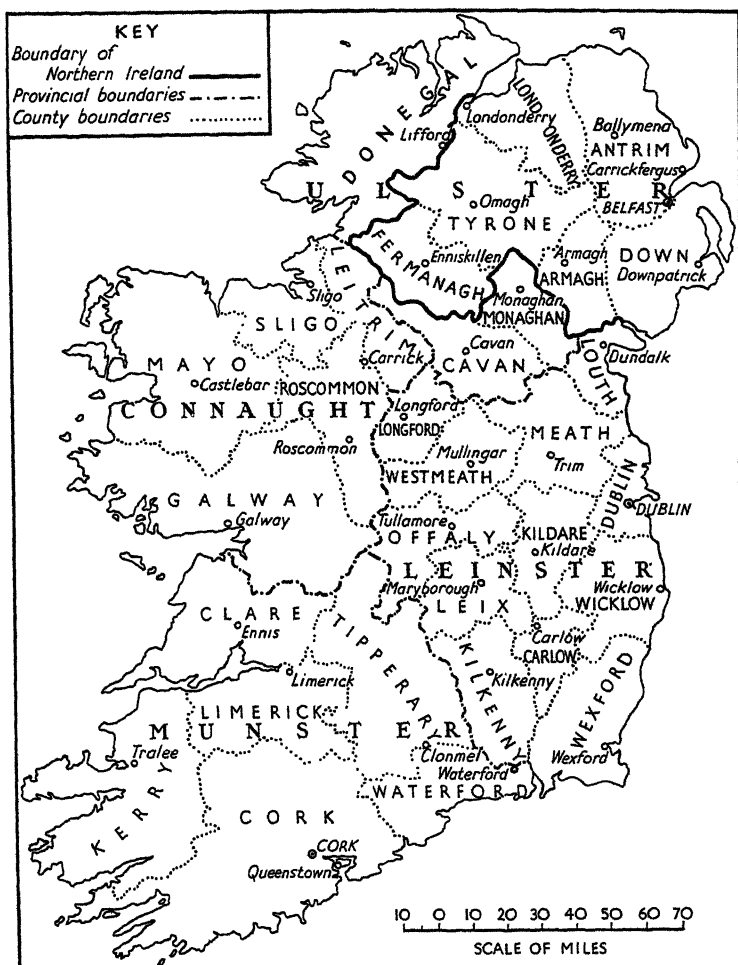 KEY
Boundary of
Northern Ireland
Provincial boundaries
County boundaries
DONEGAL
Lifford
Londonderry
LONDONDERRY
Ballymena
ANTRIM
Carrickfergus
ULSTER
BELFAST
Omagh
TYRONE
FERMANAGH
Enniskillen
Armagh
ARMAGH
DOWN
Downpatrick
Monaghan
MONAGHAN
LEITRIM
Sligo
SLIGO
Cavan
CAVAN
Dundalk
LOUTH
MAYO
Carrick
Castlebar
ROSCOMMON
CONNAUGHT
Longford
LONGFORD
MEATH
Roscommon
Mullingar
WESTMEATH
Trim
DUBLIN
DUBLIN
GALWAY
Galway
Tullamore
OFFALY
KILDARE
Kildare
LEINSTER
Maryborough
LEIX
Wicklow
WICKLOW
CLARE
Ennis
TIPPERARY
Carlow
CARLOW
Limerick
KILKENNY
Kilkenny
LIMERICK
MUNSTER
WEXFORD
Tralee
Clonmel
Wexford
Waterford
KERRY
WATERFORD
CORK
CORK
Queenstown
10 0 10 20 30 40 50 60 70
SCALE OF MILES